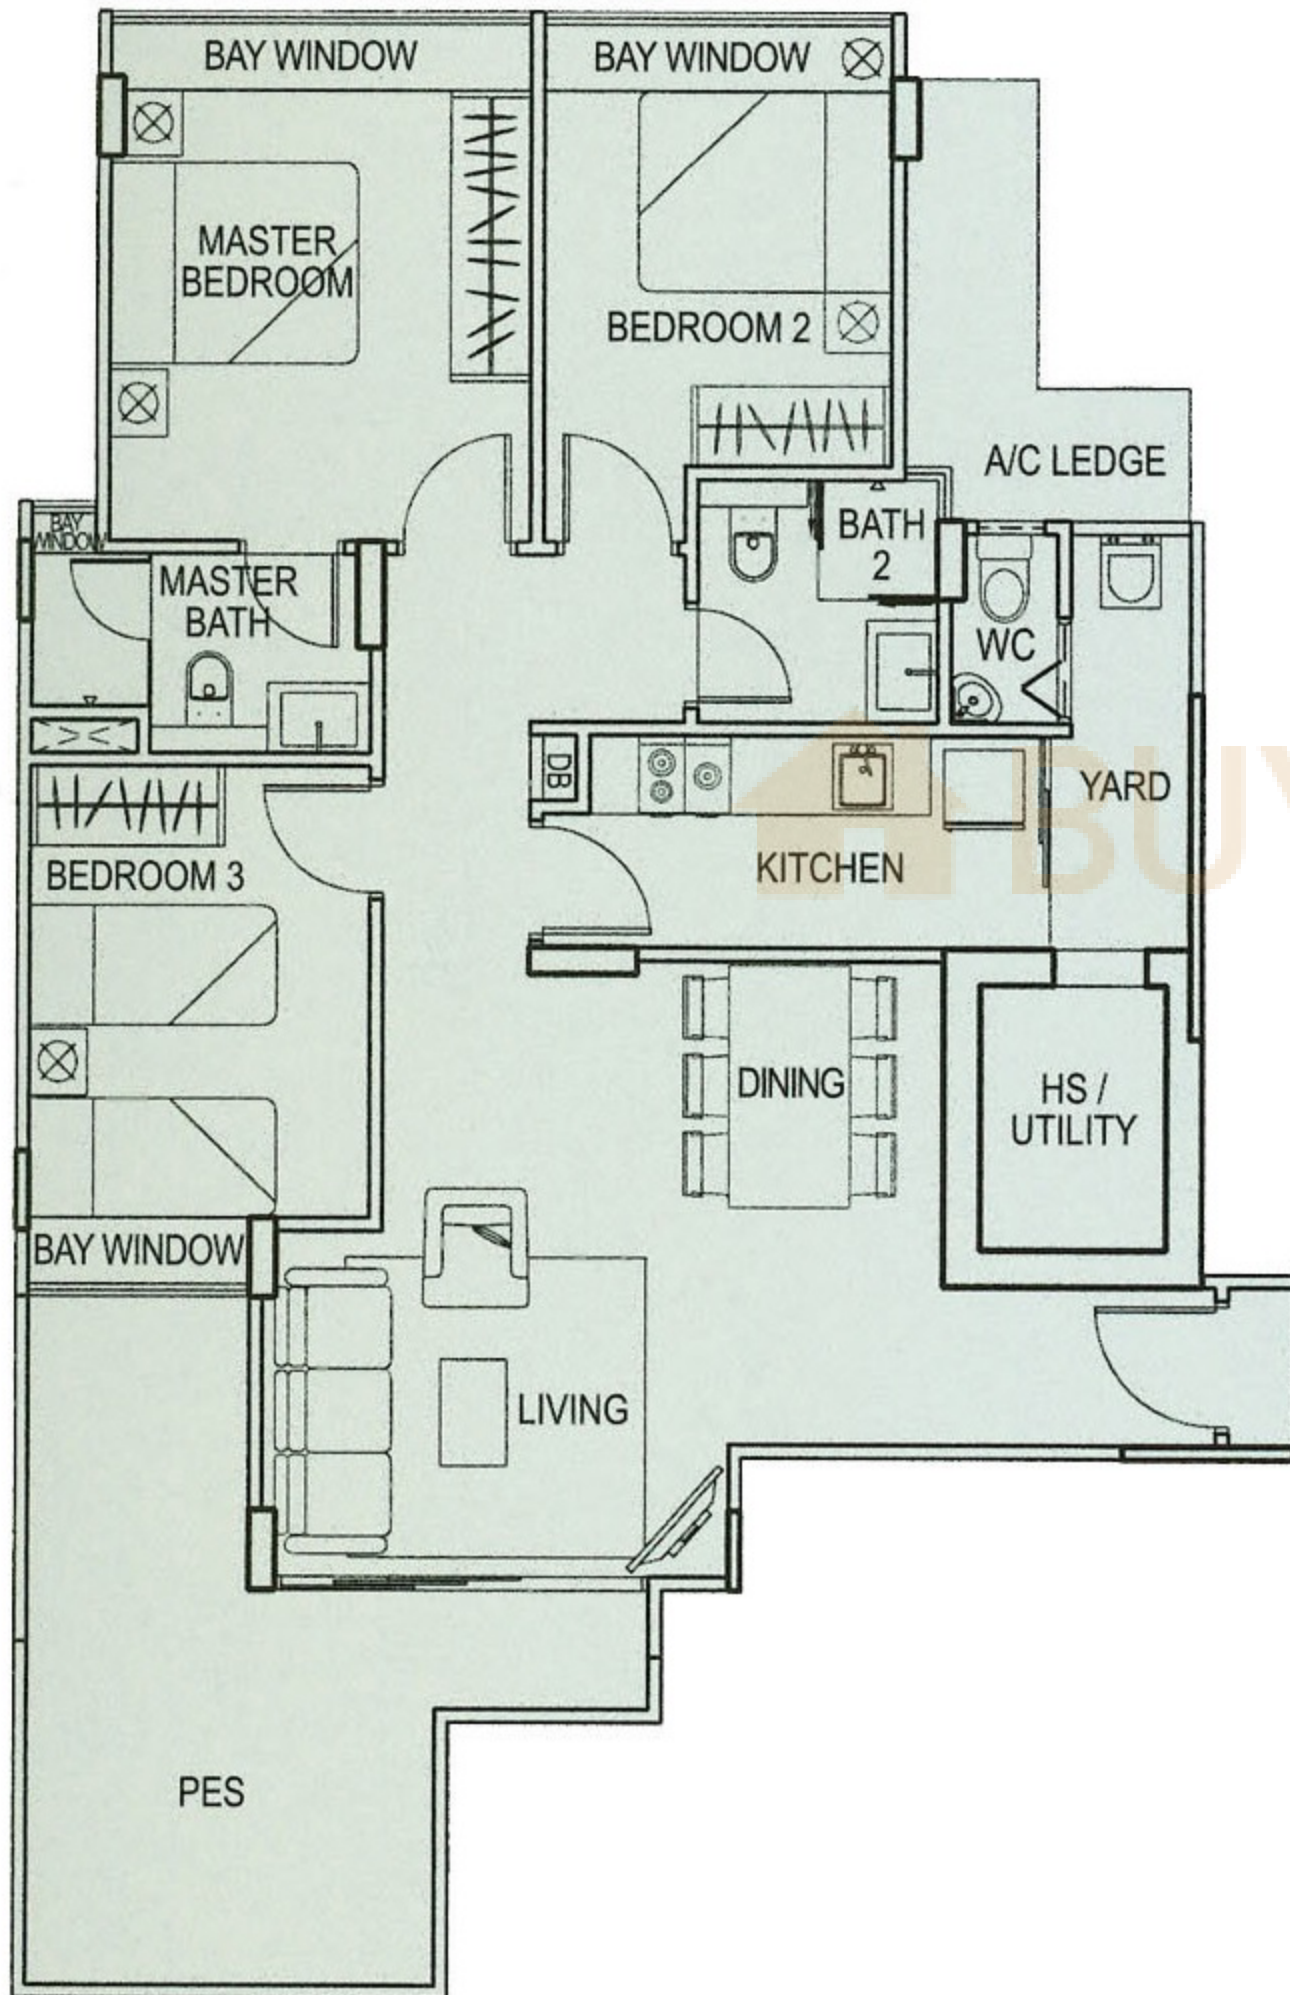 BAY WINDOW
BAY WINDOW
MASTER
BEDROOM
BEDROOM 2
A/C LEDGE
BAY
WINDOW
MASTER
BATH
BATH
2
WC
DB
YARD
BUY
KITCHEN
BEDROOM 3
DINING
HS /
UTILITY
BAY WINDOW
LIVING
PES